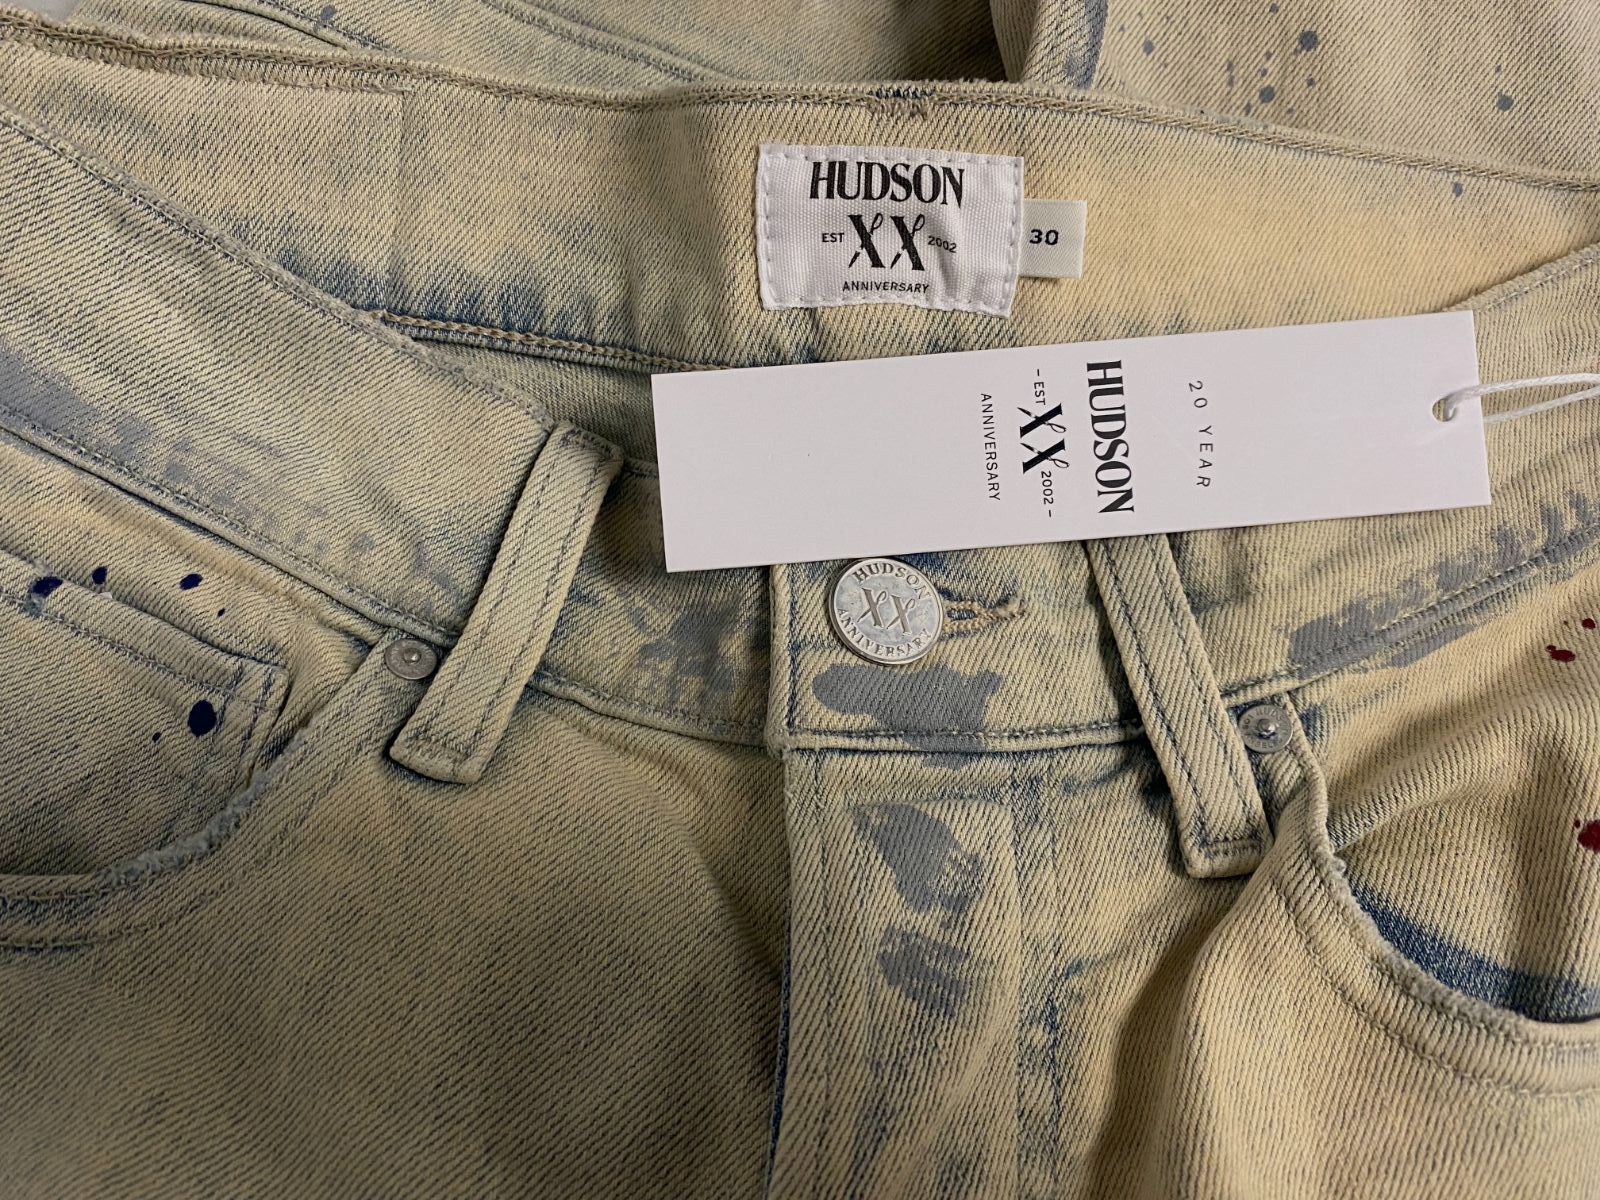 HUDSON
EST XX 2002
ANNIVERSARY
30
20 YEAR
HUDSON
- EST XX 2002 -
ANNIVERSARY
HUDSON
XX
ANNIVERSARY